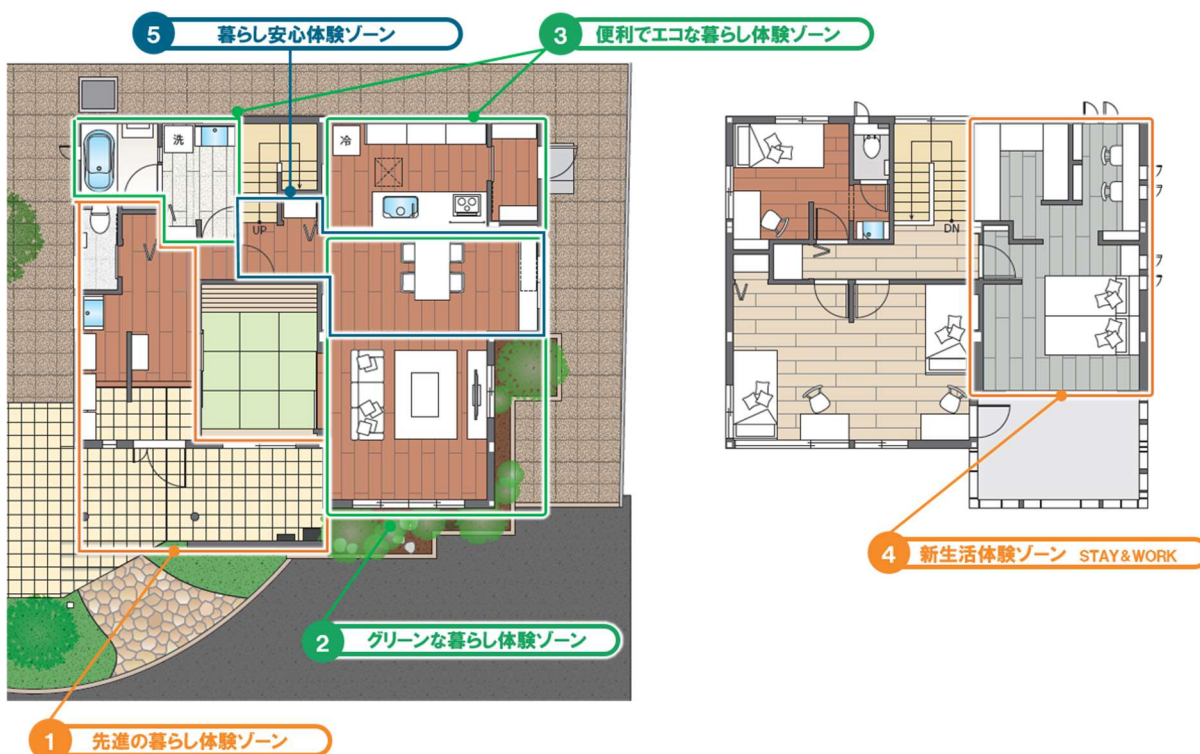 5 暮らし安心体験ゾーン
3 便利でエコな暮らし体験ゾーン
洗
冷
UP
DN
4 新生活体験ゾーン STAY&WORK
2 グリーンな暮らし体験ゾーン
1 先進の暮らし体験ゾーン